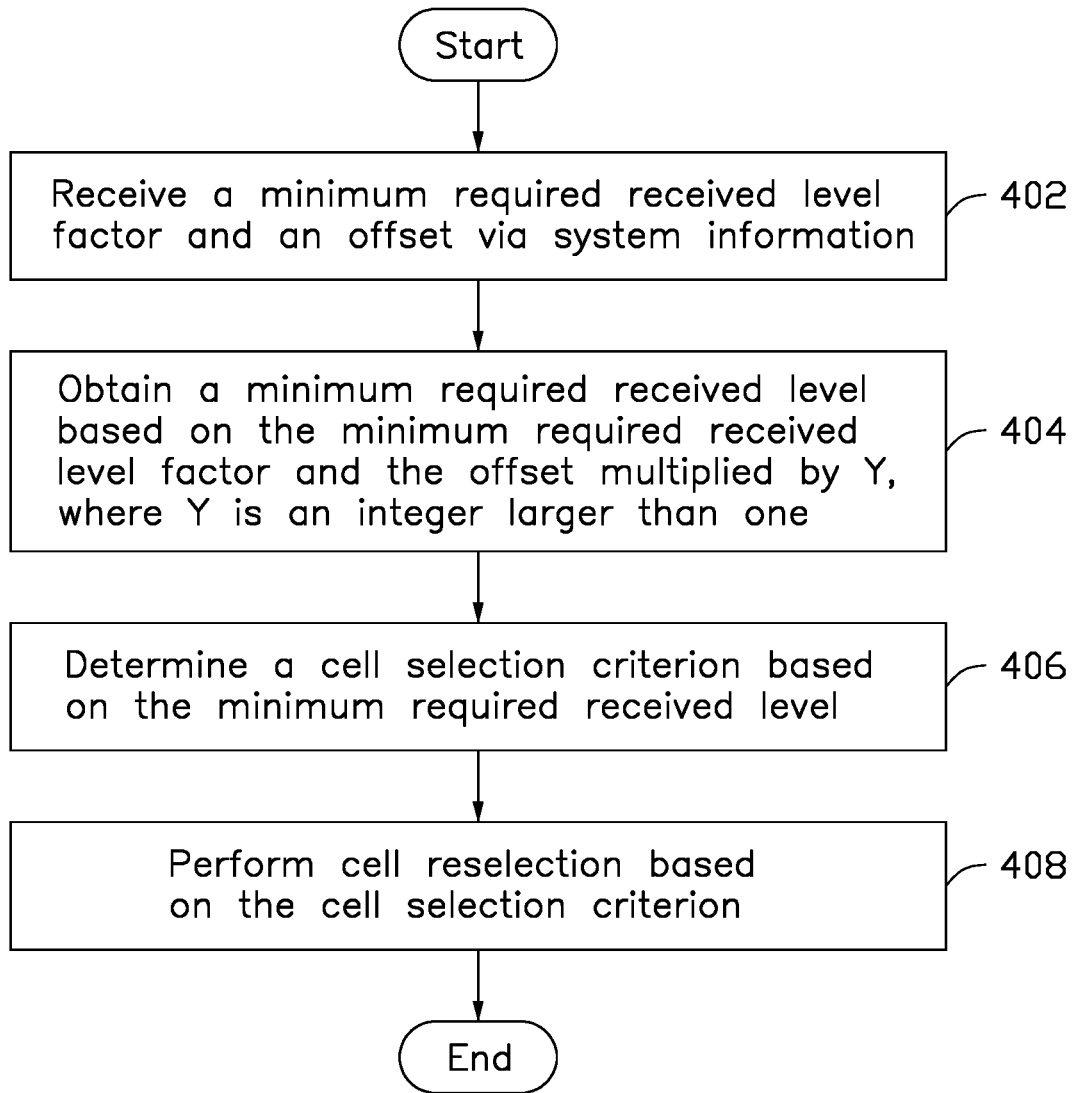 Start
Receive a minimum required received level
factor and an offset via system information
402
Obtain a minimum required received level
based on the minimum required received
level factor and the offset multiplied by Y,
where Y is an integer larger than one
404
Determine a cell selection criterion based
on the minimum required received level
406
Perform cell reselection based
on the cell selection criterion
408
End